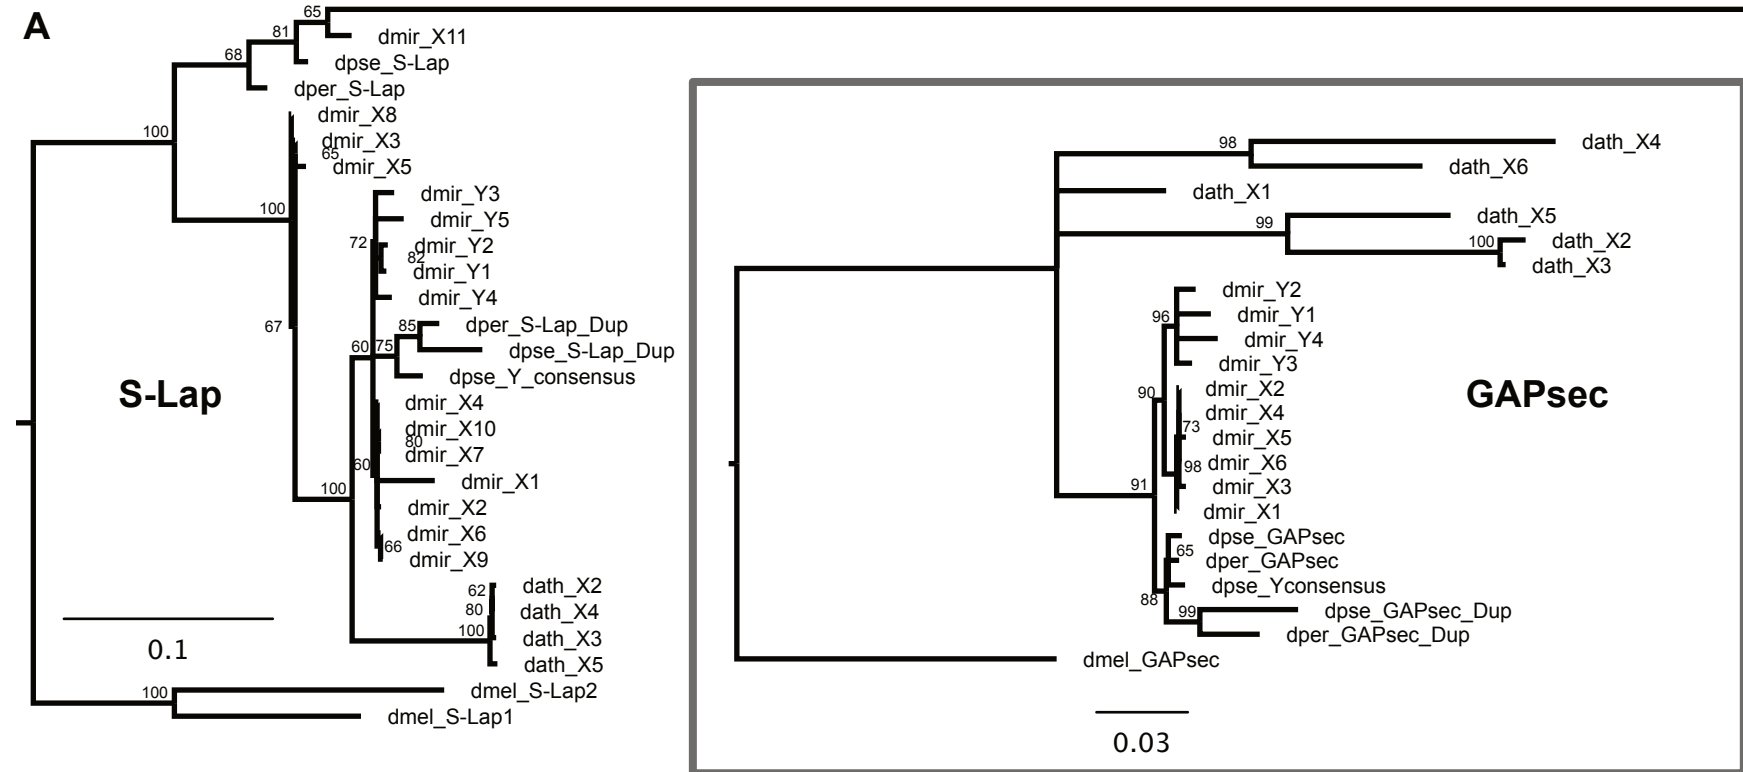 A
65
81
dmir_X11
68
dpse_S-Lap
dper_S-Lap
100
dmir_X8
dmir_X3
65
dmir_X5
100
dmir_Y3
dmir_Y5
72
dmir_Y2
82
dmir_Y1
dmir_Y4
67
85
dper_S-Lap_Dup
60
75
dpse_S-Lap_Dup
dpse_Y_consensus
S-Lap
dmir_X4
dmir_X10
80
dmir_X7
60
dmir_X1
100
dmir_X2
dmir_X6
66
dmir_X9
62
dath_X2
80
dath_X4
100
dath_X3
dath_X5
0.1
100
dmel_S-Lap2
dmel_S-Lap1
98
dath_X4
dath_X6
dath_X1
99
dath_X5
100
dath_X2
dath_X3
dmir_Y2
96
dmir_Y1
dmir_Y4
dmir_Y3
90
dmir_X2
GAPsec
dmir_X4
73
dmir_X5
98
dmir_X6
91
dmir_X3
dmir_X1
dpse_GAPsec
65
dper_GAPsec
dpse_Yconsensus
88
99
dpse_GAPsec_Dup
dper_GAPsec_Dup
dmel_GAPsec
0.03